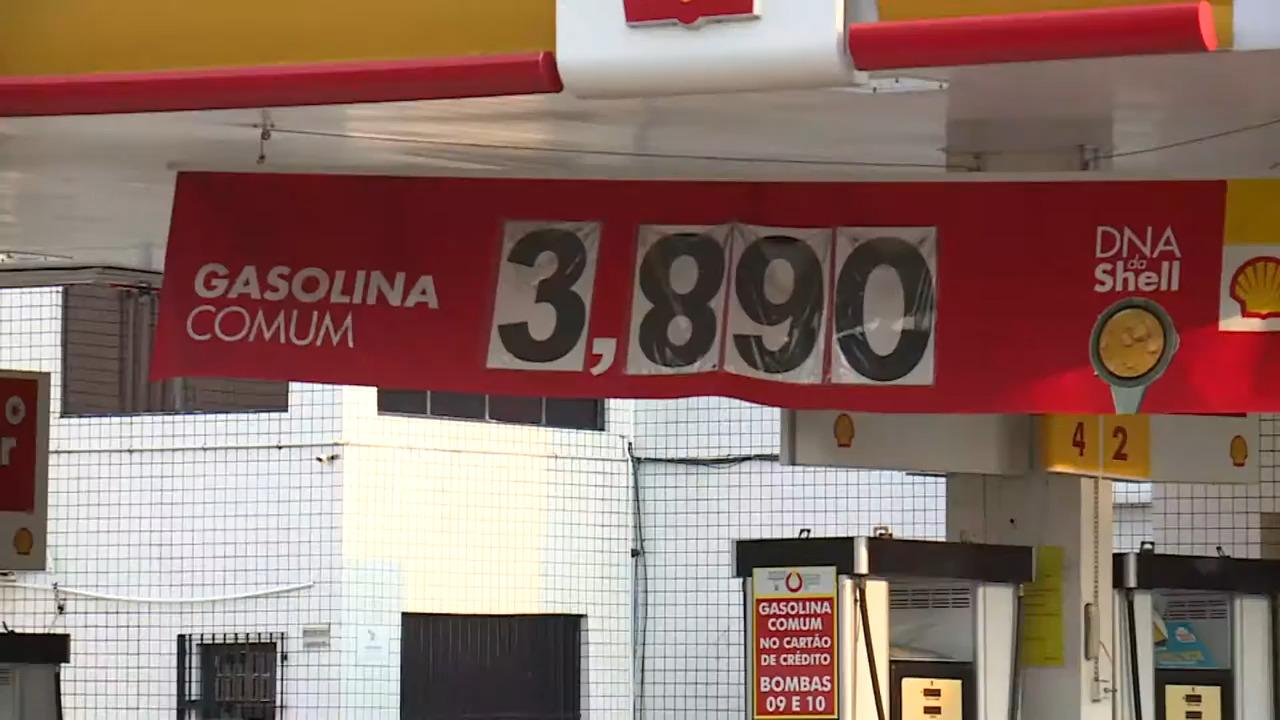 GASOLINA
COMUM
3,890
DNA
da
Shell
4 2
GASOLINA
COMUM
NO CARTÃO
DE CRÉDITO
BOMBAS
09 E 10